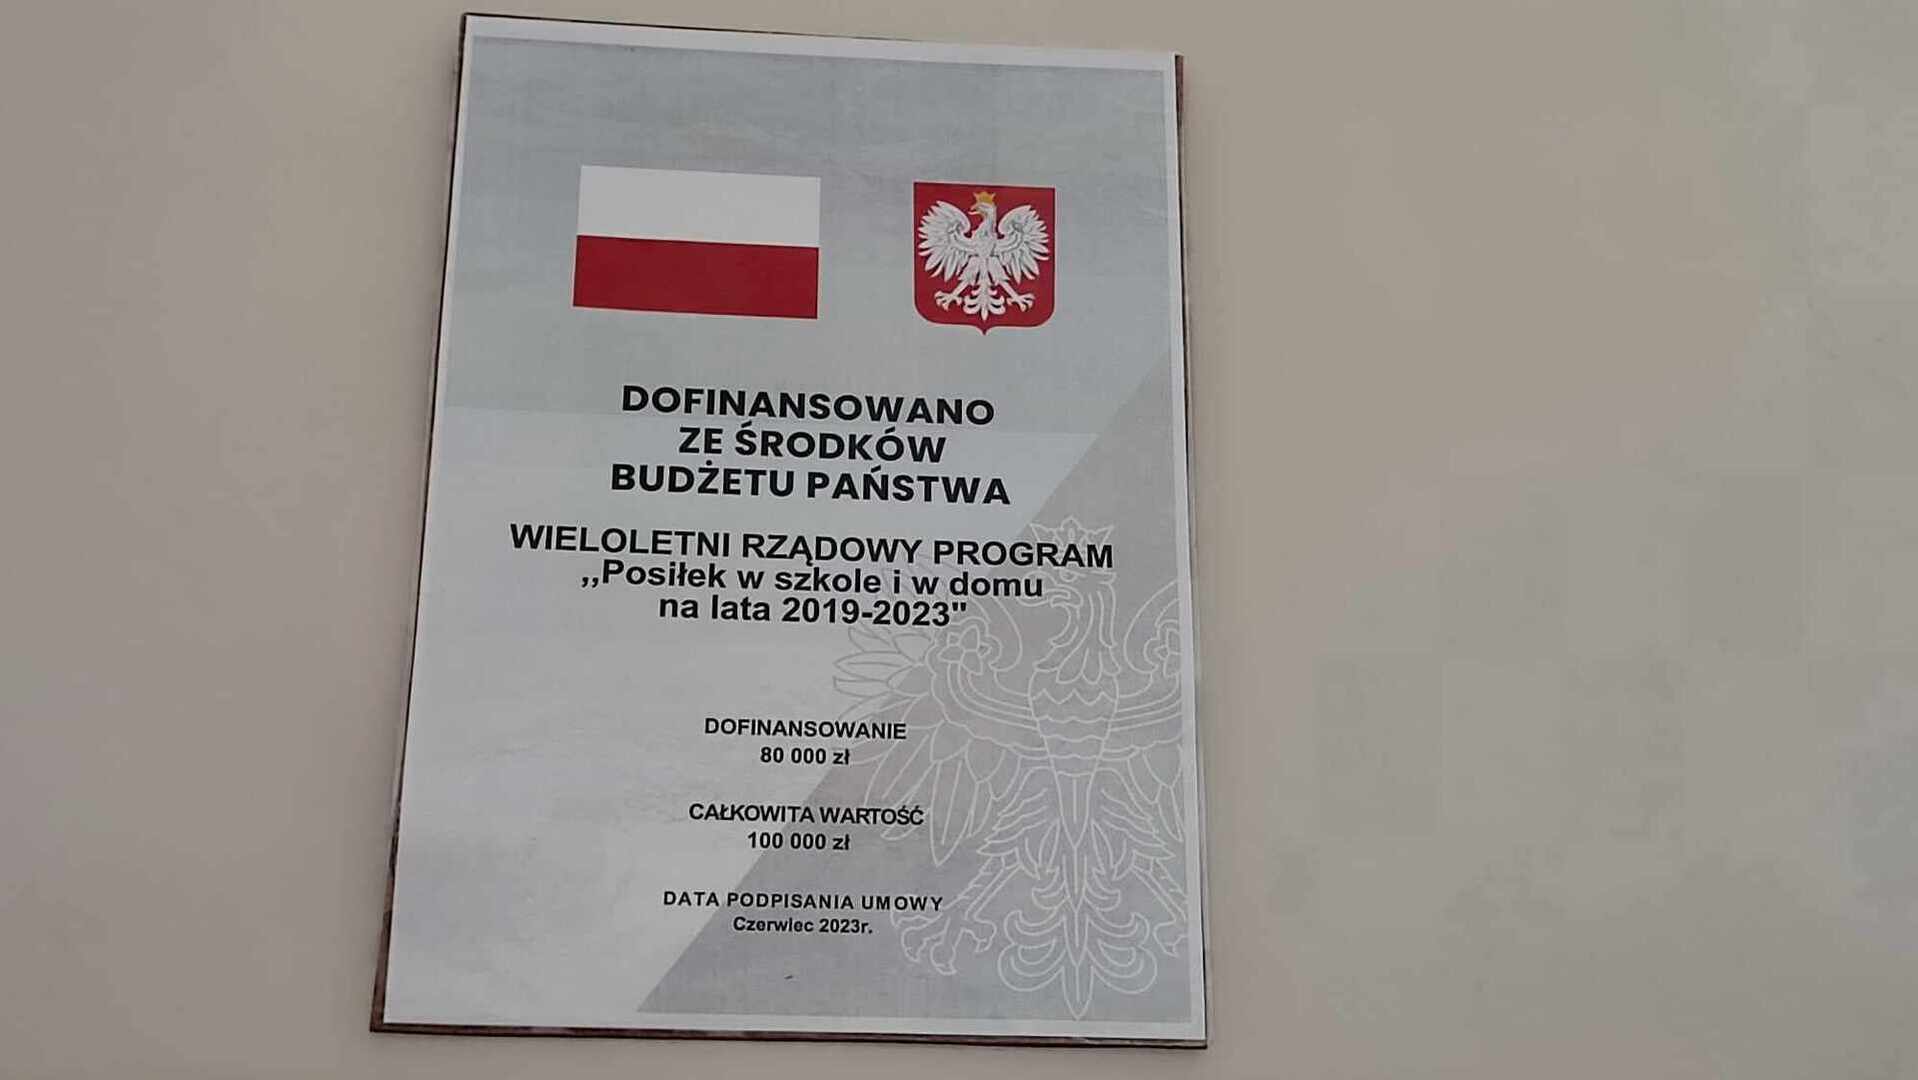 DOFINANSOWANO
ZE ŚRODKÓW
BUDŻETU PAŃSTWA
WIELOLETNI RZĄDOWY PROGRAM
,,Posiłek w szkole i w domu
na lata 2019-2023"
DOFINANSOWANIE
80 000 zł
CAŁKOWITA WARTOŚĆ
100 000 zł
DATA PODPISANIA UMOWY
Czerwiec 2023r.